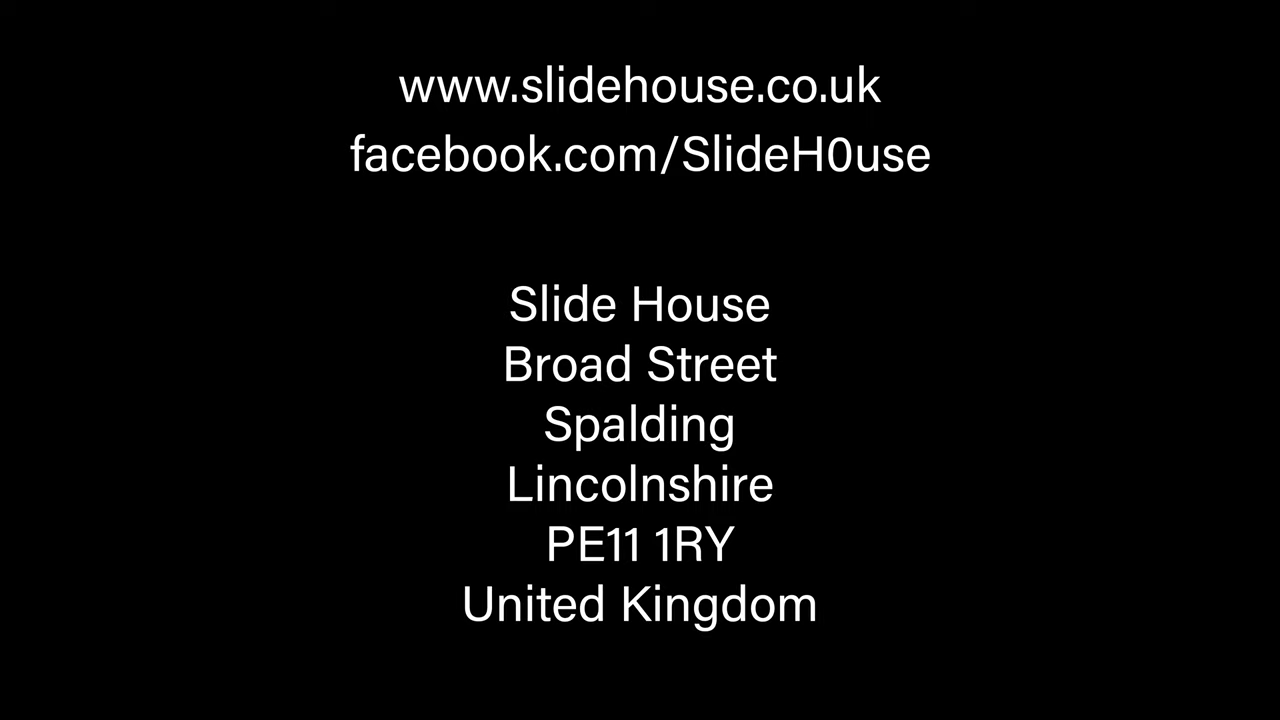 www.slidehouse.co.uk
facebook.com/SlideH0use
Slide House
Broad Street
Spalding
Lincolnshire
PE11 1RY
United Kingdom